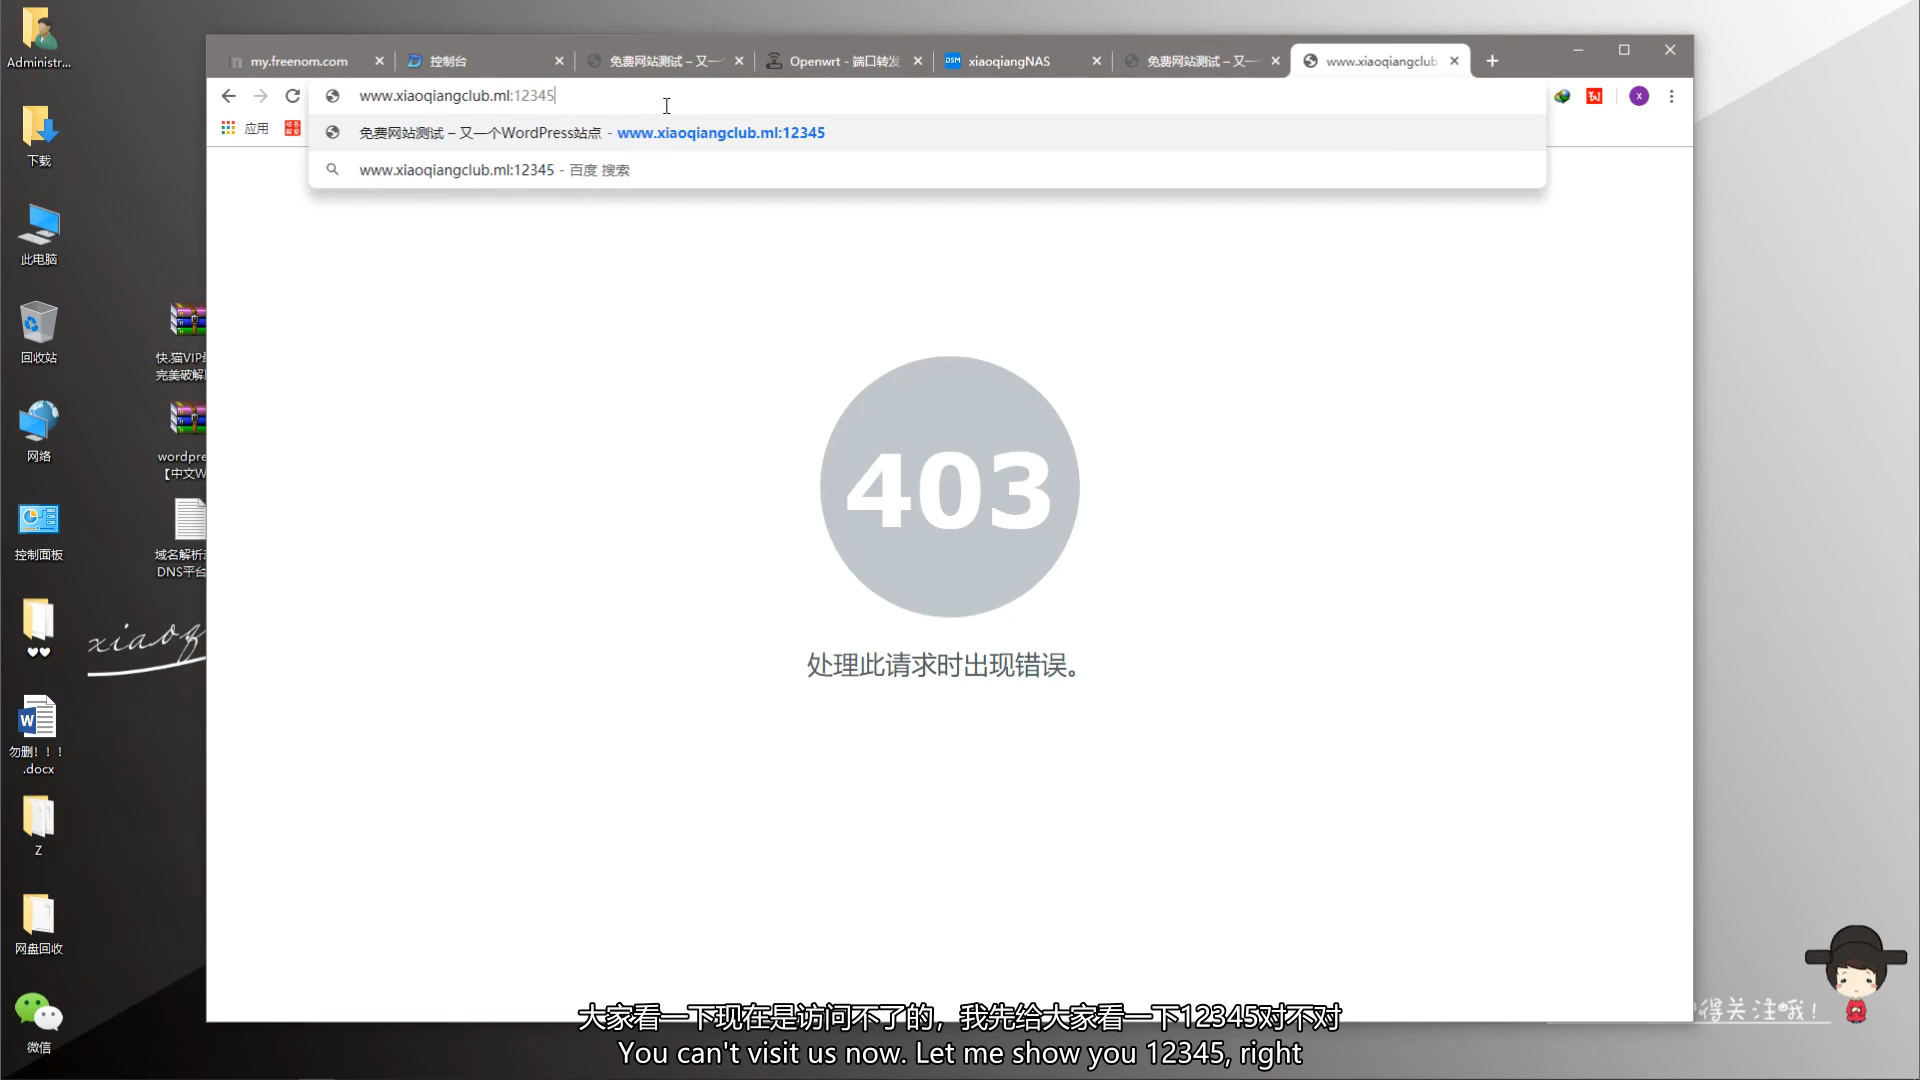 my.freenom.com
控制台
免费网站测试 – 又一
Openwrt - 端口转发
DSM
xiaoqiangNAS
免费网站测试 – 又一
www.xiaoqiangclub
www.xiaoqiangclub.ml:12345
x
应用
免费网站测试 – 又一个WordPress站点 - www.xiaoqiangclub.ml:12345
www.xiaoqiangclub.ml:12345 - 百度 搜索
403
处理此请求时出现错误。
Administr...
下载
此电脑
回收站
网络
控制面板
♥♥
勿删！！！
.docx
Z
网盘回收
微信
快.猫VIP
完美破解
wordpre
【中文W
域名解析
DNS平台
xiaoq
得关注哦！
大家看一下现在是访问不了的，我先给大家看一下12345对不对
You can't visit us now. Let me show you 12345, right